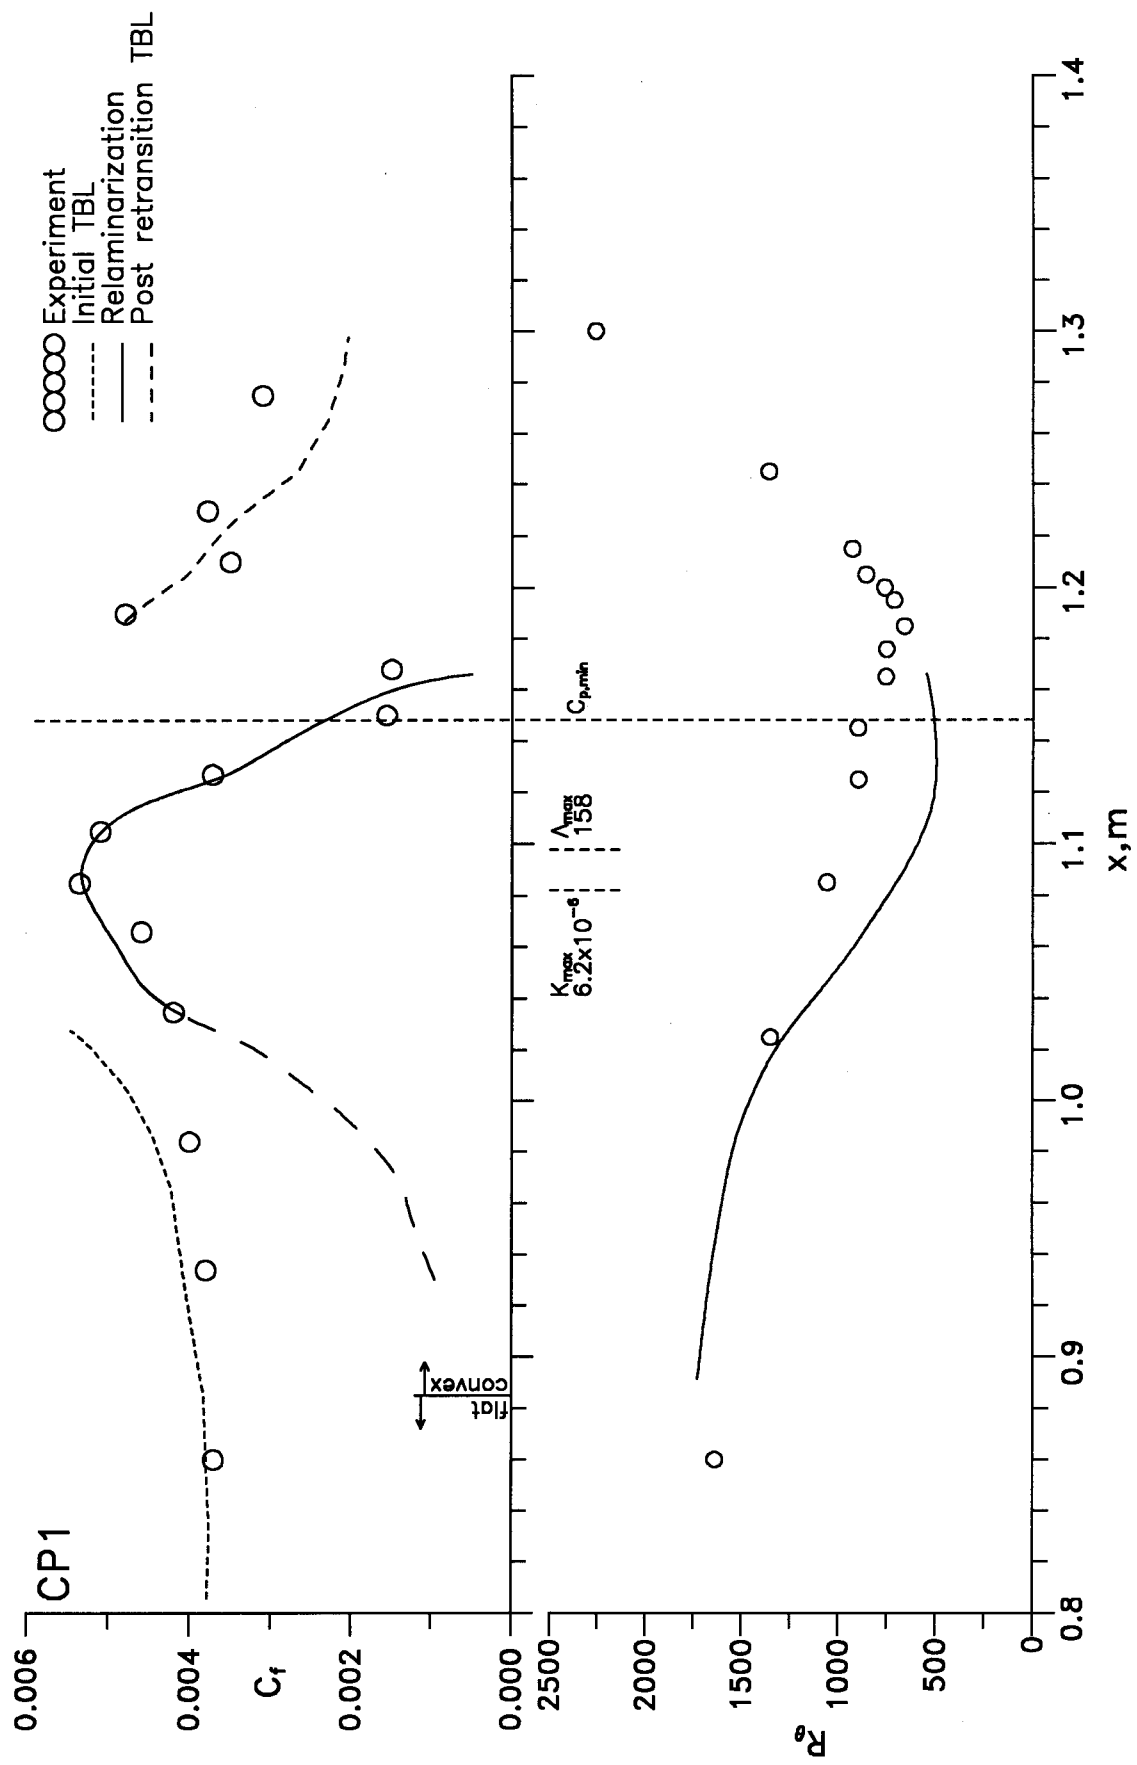 CP1
Experiment
Initial TBL
Relaminarization
Post retransition TBL
0.006
0.004
0.002
0.000
C_f
flat
convex
C_p,min
K_max
6.2x10^-6
Λ_max
158
2500
2000
1500
1000
500
0
R_θ
0.8
0.9
1.0
1.1
1.2
1.3
1.4
x,m